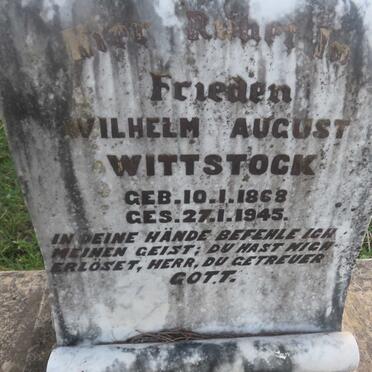 Hier Ruhet In
Frieden
WILHELM AUGUST
WITTSTOCK
GEB. 10.1.1868
GES. 27.1.1945.
IN DEINE HÄNDE BEFEHLE ICH
MEINEN GEIST; DU HAST MICH
ERLÖSET, HERR, DU GETREUER
GOTT.